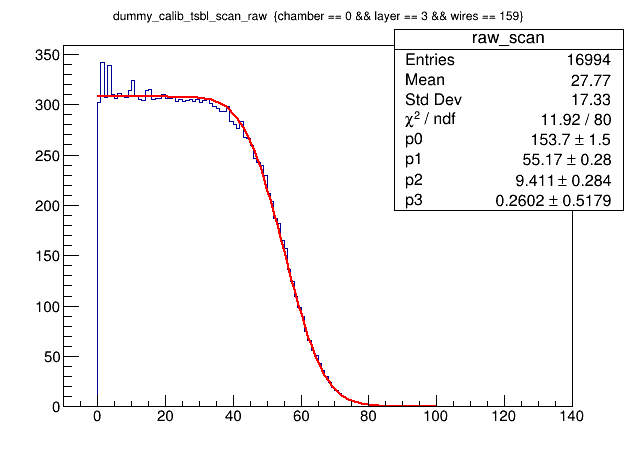 dummy_calib_tsbl_scan_raw {chamber == 0 && layer == 3 && wires == 159}
raw_scan
Entries 16994
Mean 27.77
Std Dev 17.33
χ² / ndf 11.92 / 80
p0 153.7 ± 1.5
p1 55.17 ± 0.28
p2 9.411 ± 0.284
p3 0.2602 ± 0.5179
350
300
250
200
150
100
50
0
0 20 40 60 80 100 120 140